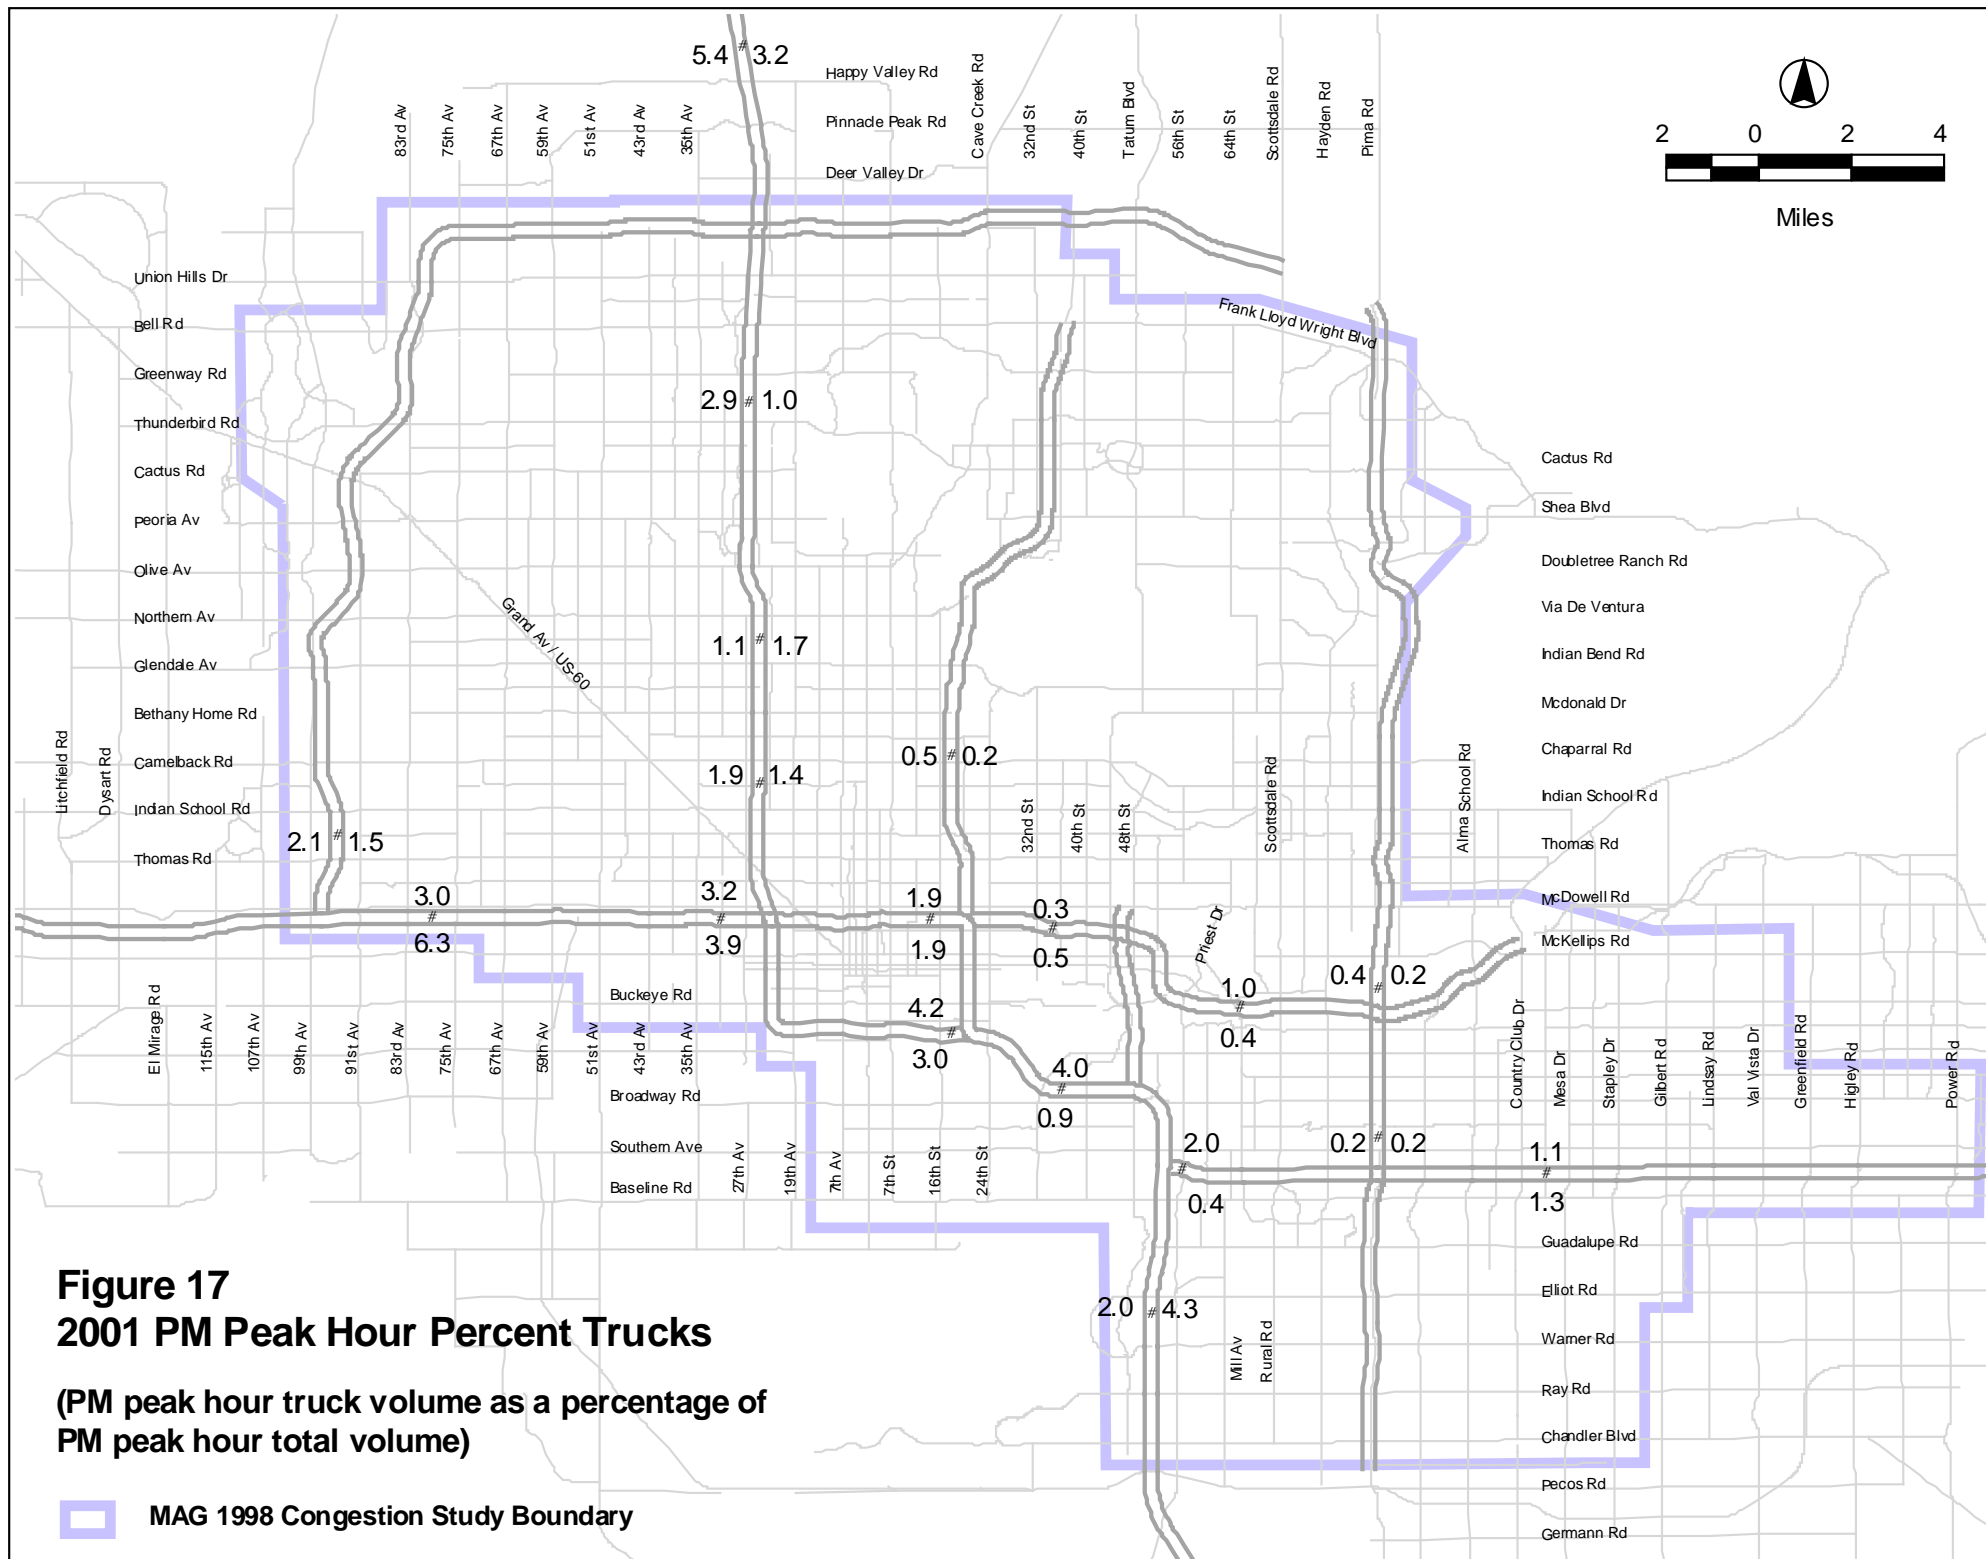 5.4 # 3.2
Happy Valley Rd
Pinnacle Peak Rd
Deer Valley Dr
83rd Av
75th Av
67th Av
59th Av
51st Av
43rd Av
35th Av
Cave Creek Rd
32nd St
40th St
Tatum Blvd
56th St
64th St
Scottsdale Rd
Hayden Rd
Pima Rd
2 0 2 4
Miles
Union Hills Dr
Bell Rd
Greenway Rd
Thunderbird Rd
Cactus Rd
Peoria Av
Olive Av
Northern Av
Glendale Av
Bethany Home Rd
Camelback Rd
Indian School Rd
Thomas Rd
Litchfield Rd
Dysart Rd
Frank Lloyd Wright Blvd
Grand Av / US-60
2.9 # 1.0
1.1 # 1.7
1.9 # 1.4
0.5 # 0.2
2.1 # 1.5
Cactus Rd
Shea Blvd
Doubletree Ranch Rd
Via De Ventura
Indian Bend Rd
Mcdonald Dr
Chaparral Rd
Indian School Rd
Thomas Rd
McDowell Rd
McKellips Rd
32nd St
40th St
48th St
Scottsdale Rd
Alma School Rd
Priest Dr
3.0
#
6.3
3.2
#
3.9
1.9
#
1.9
0.3
#
0.5
1.0
#
0.4
0.4 # 0.2
4.2
#
3.0
4.0
#
0.9
2.0
#
0.4
0.2 # 0.2
1.1
#
1.3
2.0 # 4.3
Buckeye Rd
Broadway Rd
Southern Ave
Baseline Rd
El Mirage Rd
115th Av
107th Av
99th Av
91st Av
83rd Av
75th Av
67th Av
59th Av
51st Av
43rd Av
35th Av
27th Av
19th Av
7th Av
7th St
16th St
24th St
Country Club Dr
Mesa Dr
Stapley Dr
Gilbert Rd
Lindsay Rd
Val Vista Dr
Greenfield Rd
Higley Rd
Power Rd
Mill Av
Rural Rd
Guadalupe Rd
Elliot Rd
Warner Rd
Ray Rd
Chandler Blvd
Pecos Rd
Germann Rd
Figure 17
2001 PM Peak Hour Percent Trucks
(PM peak hour truck volume as a percentage of
PM peak hour total volume)
MAG 1998 Congestion Study Boundary